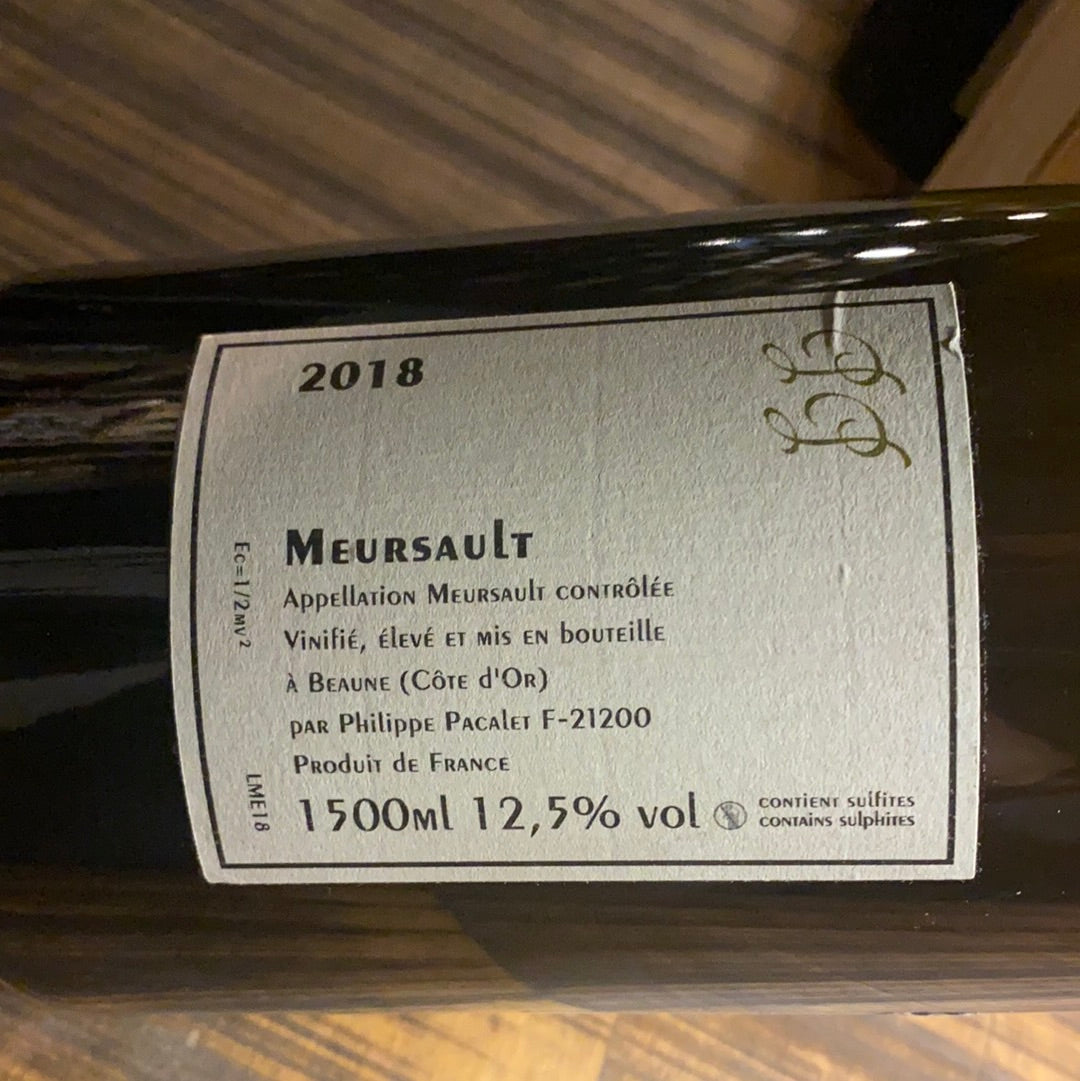 2018
MEURSAULT
Appellation Meursault contrôlée
Vinifié, élevé et mis en bouteille
à Beaune (Côte d'Or)
par Philippe Pacalet F-21200
Produit de France
1500ml 12,5% vol
contient sulfites
contains sulphites
Ec=1/2mv²
LME18